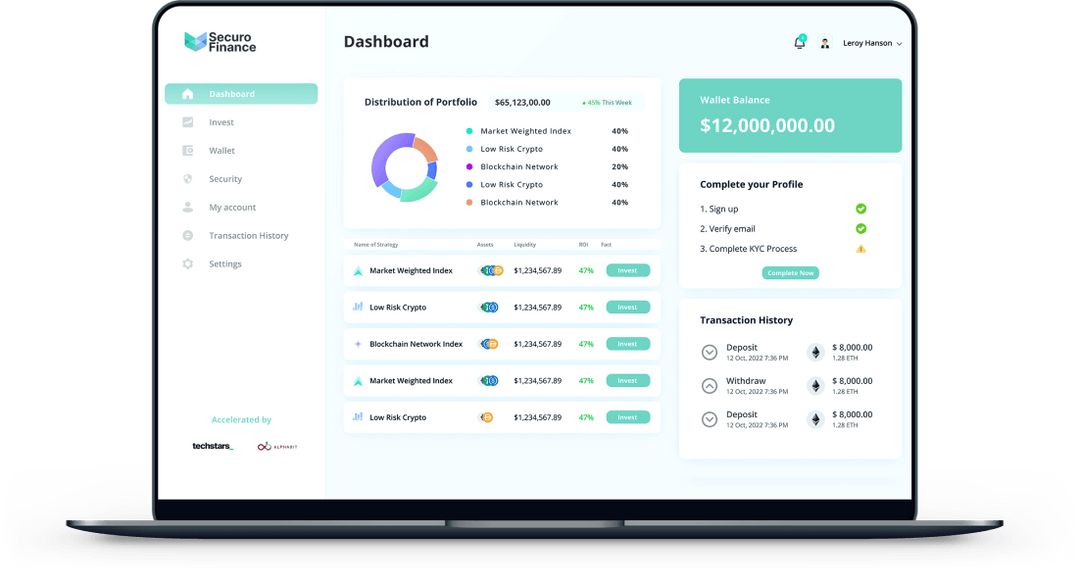 Securo
Finance
Dashboard
Invest
Wallet
Security
My account
Transaction History
Settings
Accelerated by
techstars_
ALPHABIT
Dashboard
1
Leroy Hanson
Distribution of Portfolio $65,123,00.00 45% This Week
Market Weighted Index 40%
Low Risk Crypto 40%
Blockchain Network 20%
Low Risk Crypto 40%
Blockchain Network 40%
Name of Strategy Assets Liquidity ROI Fact
Market Weighted Index $1,234,567.89 47% Invest
Low Risk Crypto $1,234,567.89 47% Invest
Blockchain Network Index $1,234,567.89 47% Invest
Market Weighted Index $1,234,567.89 47% Invest
Low Risk Crypto $1,234,567.89 47% Invest
Wallet Balance
$12,000,000.00
Complete your Profile
1. Sign up
2. Verify email
3. Complete KYC Process
Complete Now
Transaction History
Deposit $ 8,000.00
12 Oct, 2022 7:36 PM 1.28 ETH
Withdraw $ 8,000.00
12 Oct, 2022 7:36 PM 1.28 ETH
Deposit $ 8,000.00
12 Oct, 2022 7:36 PM 1.28 ETH